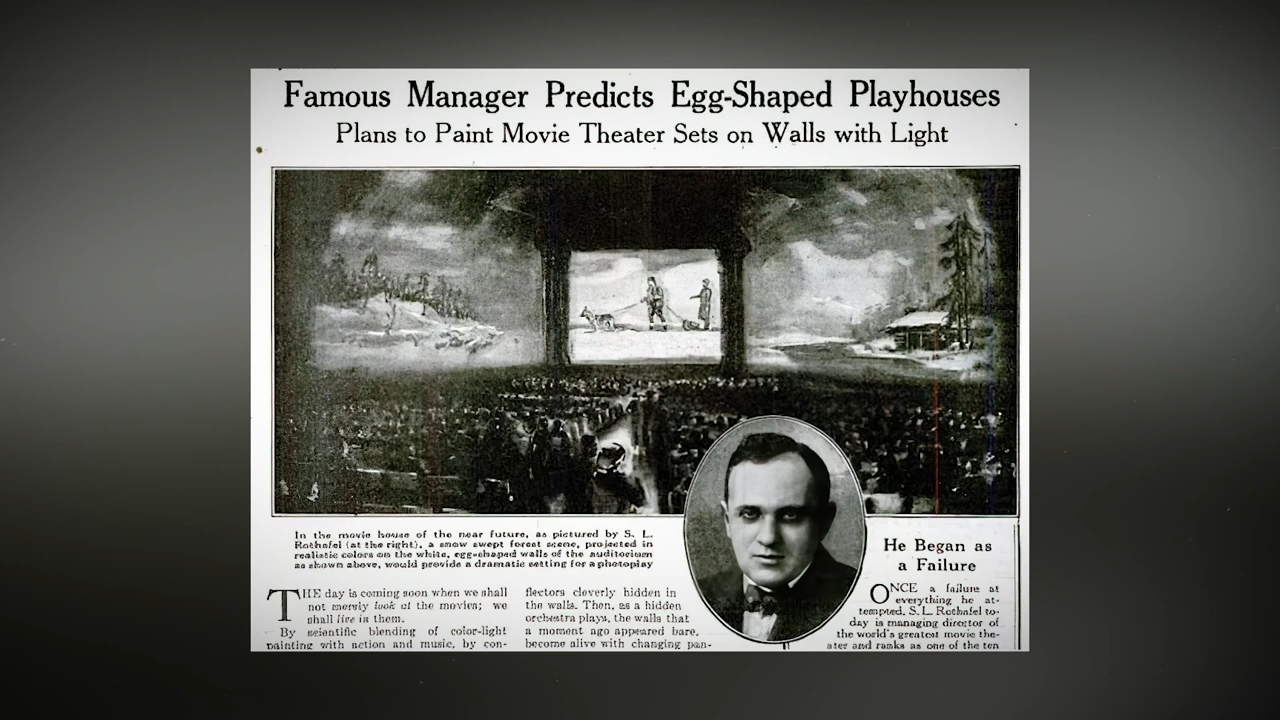 Famous Manager Predicts Egg-Shaped Playhouses
Plans to Paint Movie Theater Sets on Walls with Light
In the movie house of the near future, as pictured by S. L.
Rothafel (at the right), a snow swept forest scene, projected in
realistic colors on the white, egg-shaped walls of the auditorium
as shown above, would provide a dramatic setting for a photoplay
THE day is coming soon when we shall
not merely look at the movies; we
shall live in them.
By scientific blending of color-light
painting with action and music, by con-
flectors cleverly hidden in
the walls. Then, as a hidden
orchestra plays, the walls that
a moment ago appeared bare,
become alive with changing pan-
He Began as
a Failure
ONCE a failure at
everything he at-
tempted, S. L. Rothafel to-
day is managing director of
the world's greatest movie the-
ater and ranks as one of the ten